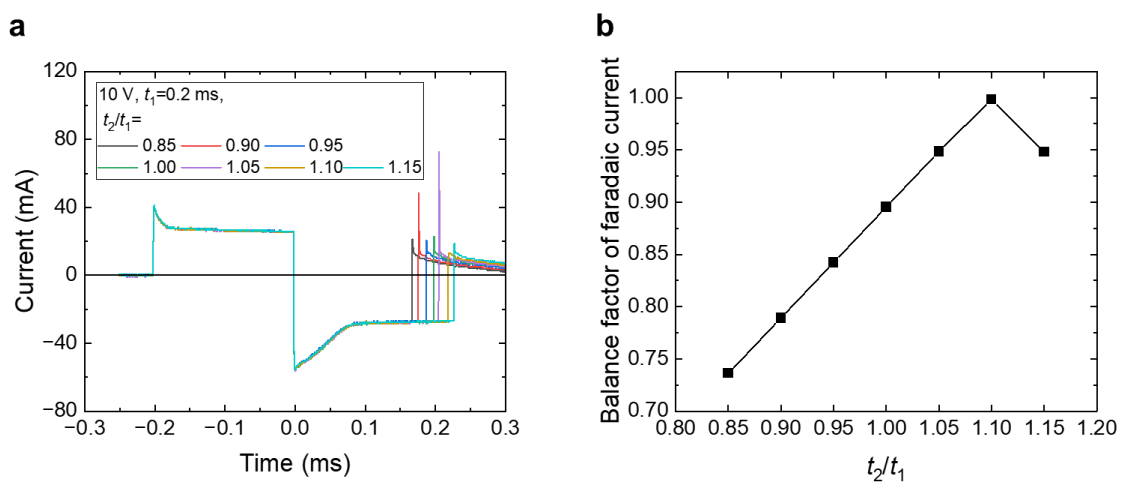 a
120
80
40
0
−40
−80
−0.3 −0.2 −0.1 0.0 0.1 0.2 0.3
Current (mA)
Time (ms)
10 V, t1=0.2 ms,
t2/t1=
0.85 0.90 0.95
1.00 1.05 1.10 1.15
b
1.00
0.95
0.90
0.85
0.80
0.75
0.70
0.80 0.85 0.90 0.95 1.00 1.05 1.10 1.15 1.20
Balance factor of faradaic current
t2/t1